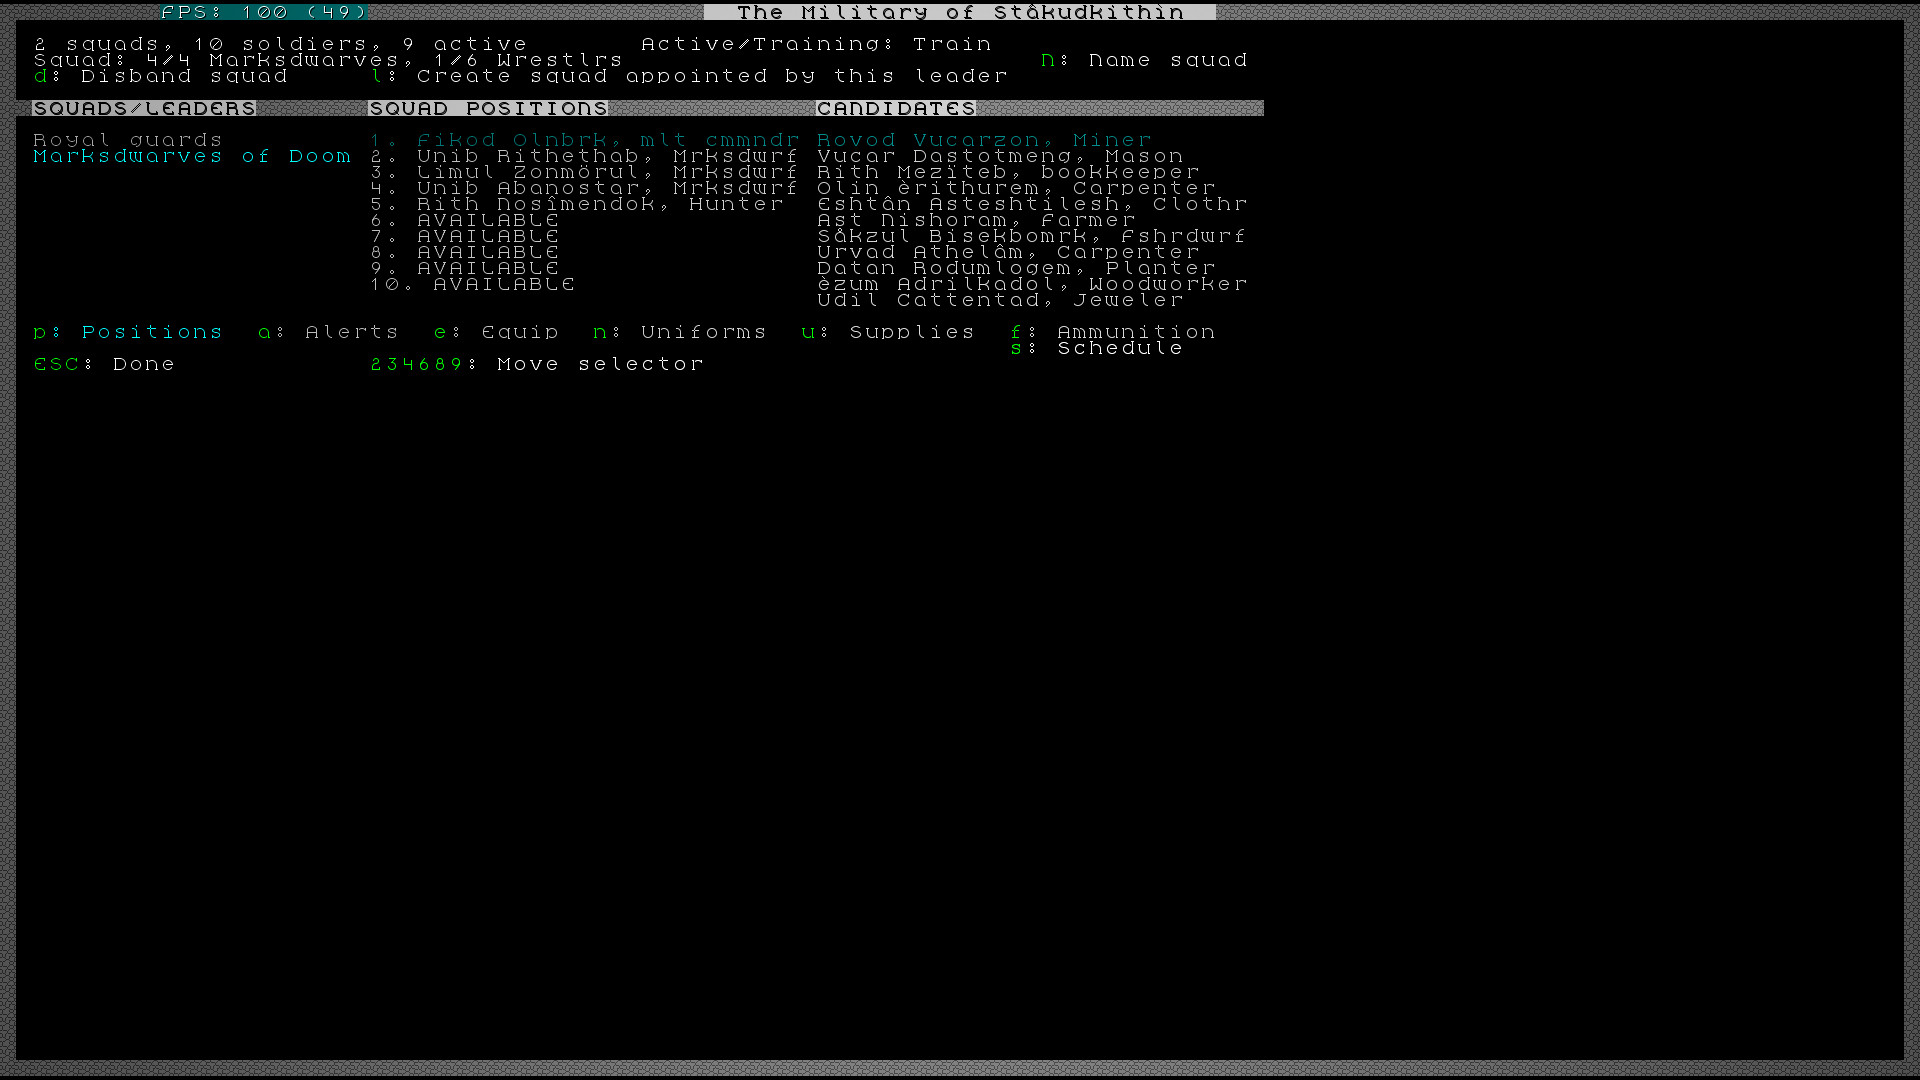 FPS: 100 (49) The Military of Stâkudkithin
2 squads, 10 soldiers, 9 active Active/Training: Train
Squad: 4/4 Marksdwarves, 1/6 Wrestlrs N: Name squad
d: Disband squad l: Create squad appointed by this leader
SQUADS/LEADERS SQUAD POSITIONS CANDIDATES
Royal guards 1. Fikod Olnbrk, mlt cmmndr Rovod Vucarzon, Miner
Marksdwarves of Doom 2. Unib Rithethab, Mrksdwrf Vucar Dastotmeng, Mason
3. Limul Zonmörul, Mrksdwrf Rith Mezïteb, bookkeeper
4. Unib Abanostar, Mrksdwrf Olin èrithurem, Carpenter
5. Rith Nosîmendok, Hunter Eshtân Asteshtilesh, Clothr
6. AVAILABLE Ast Nishoram, Farmer
7. AVAILABLE Såkzul Bisekbomrk, Fshrdwrf
8. AVAILABLE Urvad Athelâm, Carpenter
9. AVAILABLE Datan Rodumlogem, Planter
10. AVAILABLE èzum Adrilkadol, Woodworker
Udil Cattentad, Jeweler
p: Positions a: Alerts e: Equip n: Uniforms u: Supplies f: Ammunition
s: Schedule
ESC: Done 234689: Move selector